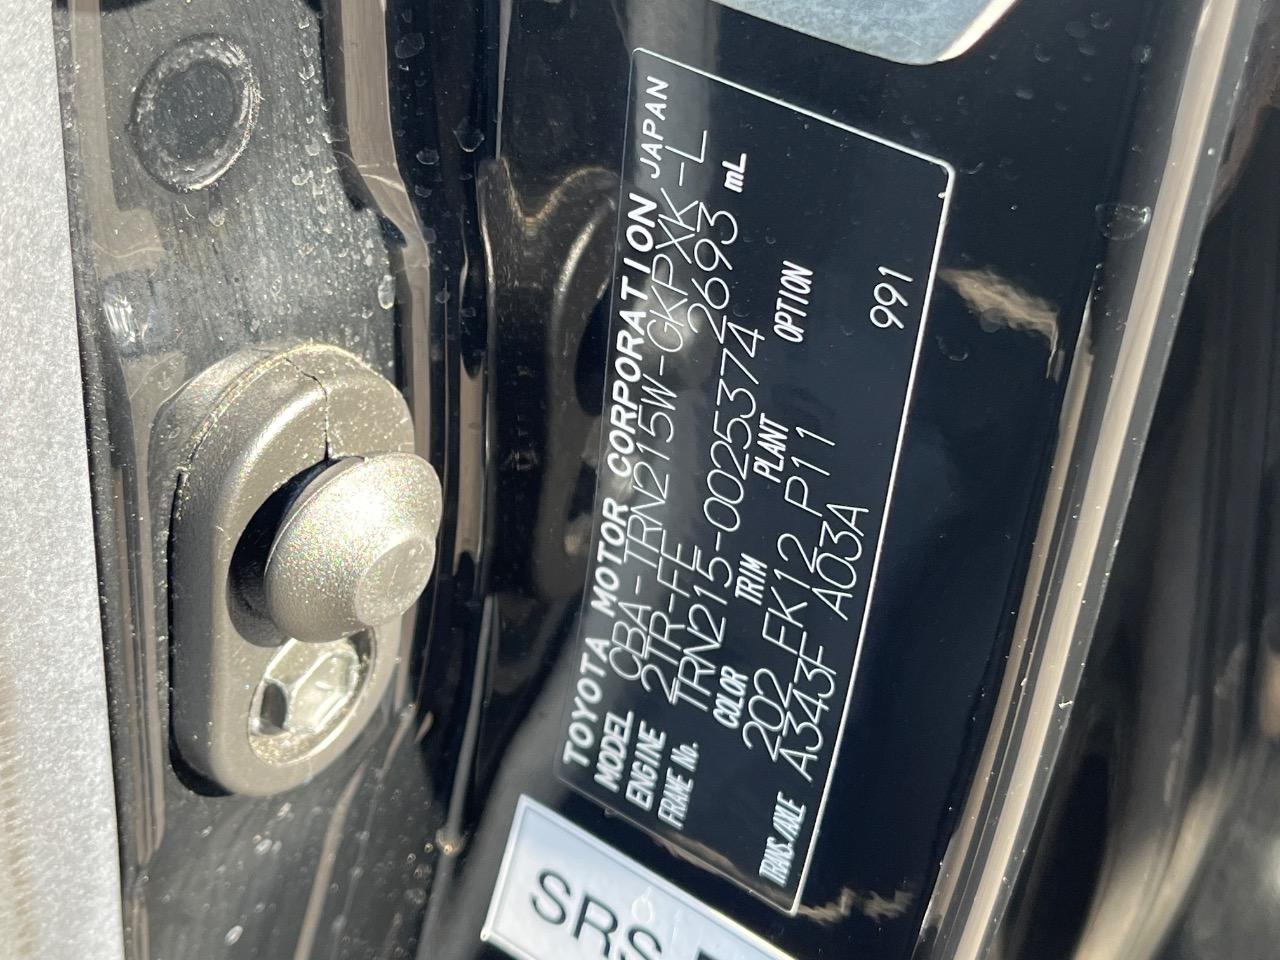 TOYOTA MOTOR CORPORATION JAPAN
MODEL CBA-TRN215W-GKPXK-L
ENGINE 2TR-FE 2693 mL
FRAME No. TRN215-0025374
COLOR TRIM PLANT OPTION
202 FK12 P11
TRANS./AXLE A343F A03A 991
SRS